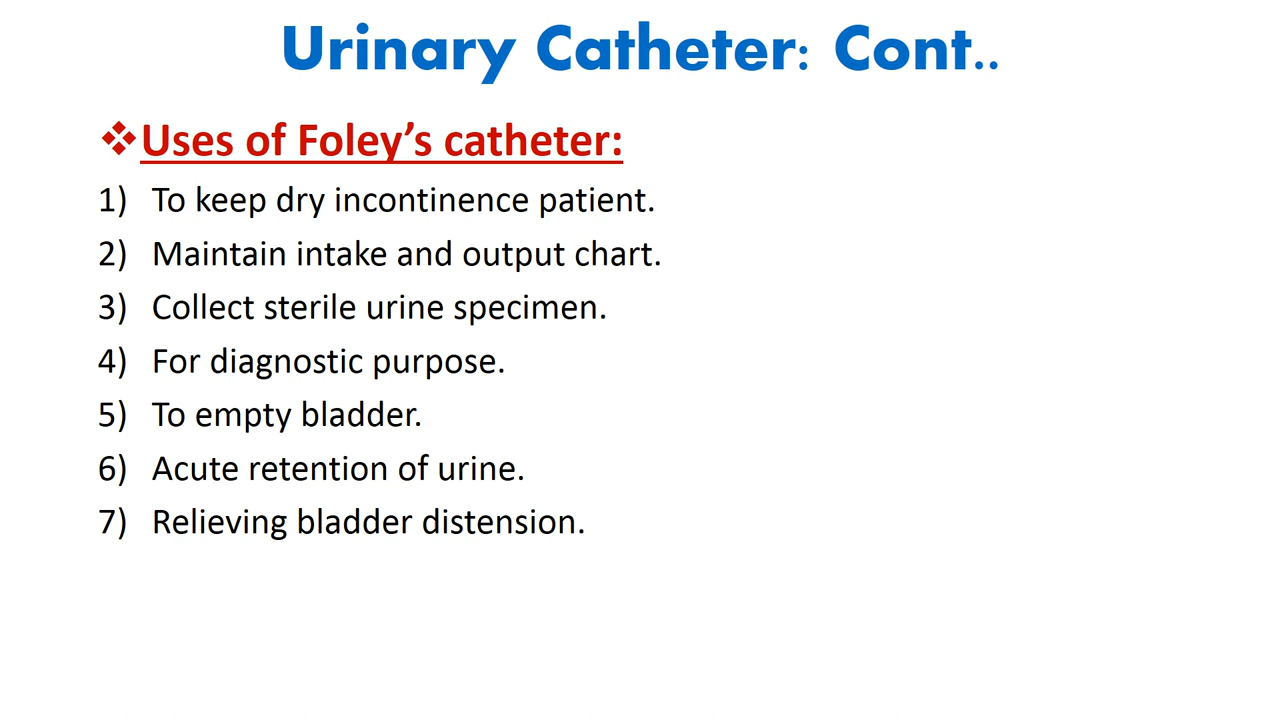 Urinary Catheter: Cont..
❖Uses of Foley’s catheter:
1) To keep dry incontinence patient.
2) Maintain intake and output chart.
3) Collect sterile urine specimen.
4) For diagnostic purpose.
5) To empty bladder.
6) Acute retention of urine.
7) Relieving bladder distension.